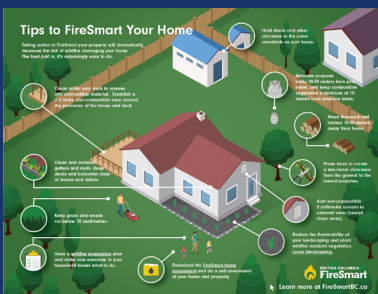 Tips to FireSmart Your Home
Taking action to FireSmart your property will dramatically
decrease the risk of wildfire damaging your home.
The best part is, it's surprisingly easy to do.
Hold sheds and other
structures to the same
standards as your home.
Clean under your deck to remove
any combustible material. Establish a
1.5 metre non-combustible zone around
the perimeter of the house and deck.
Relocate propane
tanks 10-30 meters from your
home, and keep combustible
vegetation a minimum of 10
meters from propane tanks.
Move firewood and
lumber 10-30 meters
away from home.
Clean and maintain
gutters and roofs. Keep
decks and balconies clear
of leaves and debris.
Prune trees to create
a two-meter clearance
from the ground to the
lowest branches.
Add non-combustible
3 millimetre screens to
external vents (except
dryer vents).
Keep grass and weeds
cut below 10 centimetres.
Reduce the flammability of
your landscaping and plant
wildfire resistant vegetation.
Learn landscaping.
Have a wildfire evacuation plan
and make sure everyone in your
household knows what to do.
Download the FireSmart home
assessment and do a self-assessment
of your home and property.
BRITISH COLUMBIA
FireSmart
Learn more at FireSmartBC.ca